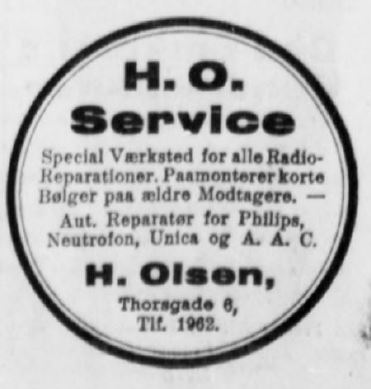 H. O.
Service
Special Værksted for alle Radio-
Reparationer. Paamonterer korte
Bølger paa ældre Modtagere. —
Aut. Reparatør for Philips,
Neutrofon, Unica og A. A. C.
H. Olsen,
Thorsgade 6,
Tlf. 1962.